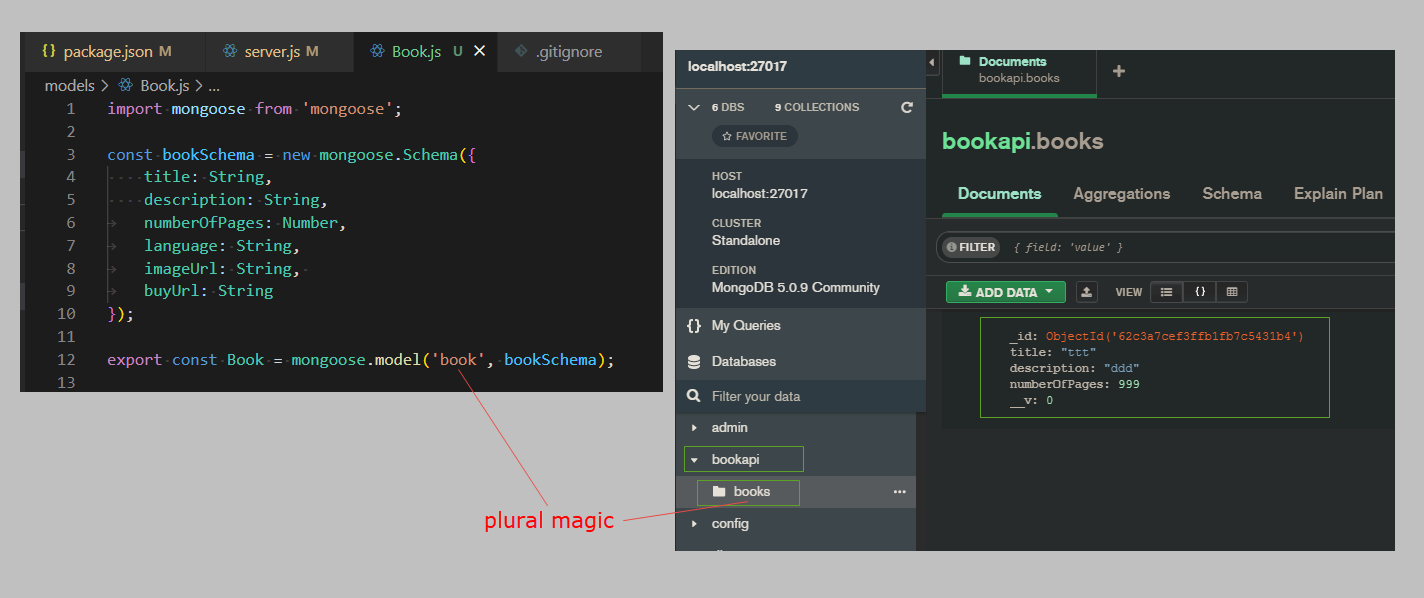 package.json M
server.js M
Book.js U
.gitignore
models > Book.js > ...
1 import mongoose from 'mongoose';
2
3 const bookSchema = new mongoose.Schema({
4 title: String,
5 description: String,
6 numberOfPages: Number,
7 language: String,
8 imageUrl: String,
9 buyUrl: String
10 });
11
12 export const Book = mongoose.model('book', bookSchema);
13
plural magic
localhost:27017
6 DBS 9 COLLECTIONS
FAVORITE
HOST
localhost:27017
CLUSTER
Standalone
EDITION
MongoDB 5.0.9 Community
{} My Queries
Databases
Filter your data
admin
bookapi
books
config
Documents
bookapi.books
bookapi.books
Documents Aggregations Schema Explain Plan
FILTER { field: 'value' }
ADD DATA VIEW {}
_id: ObjectId('62c3a7cef3ffb1fb7c5431b4')
title: "ttt"
description: "ddd"
numberOfPages: 999
__v: 0